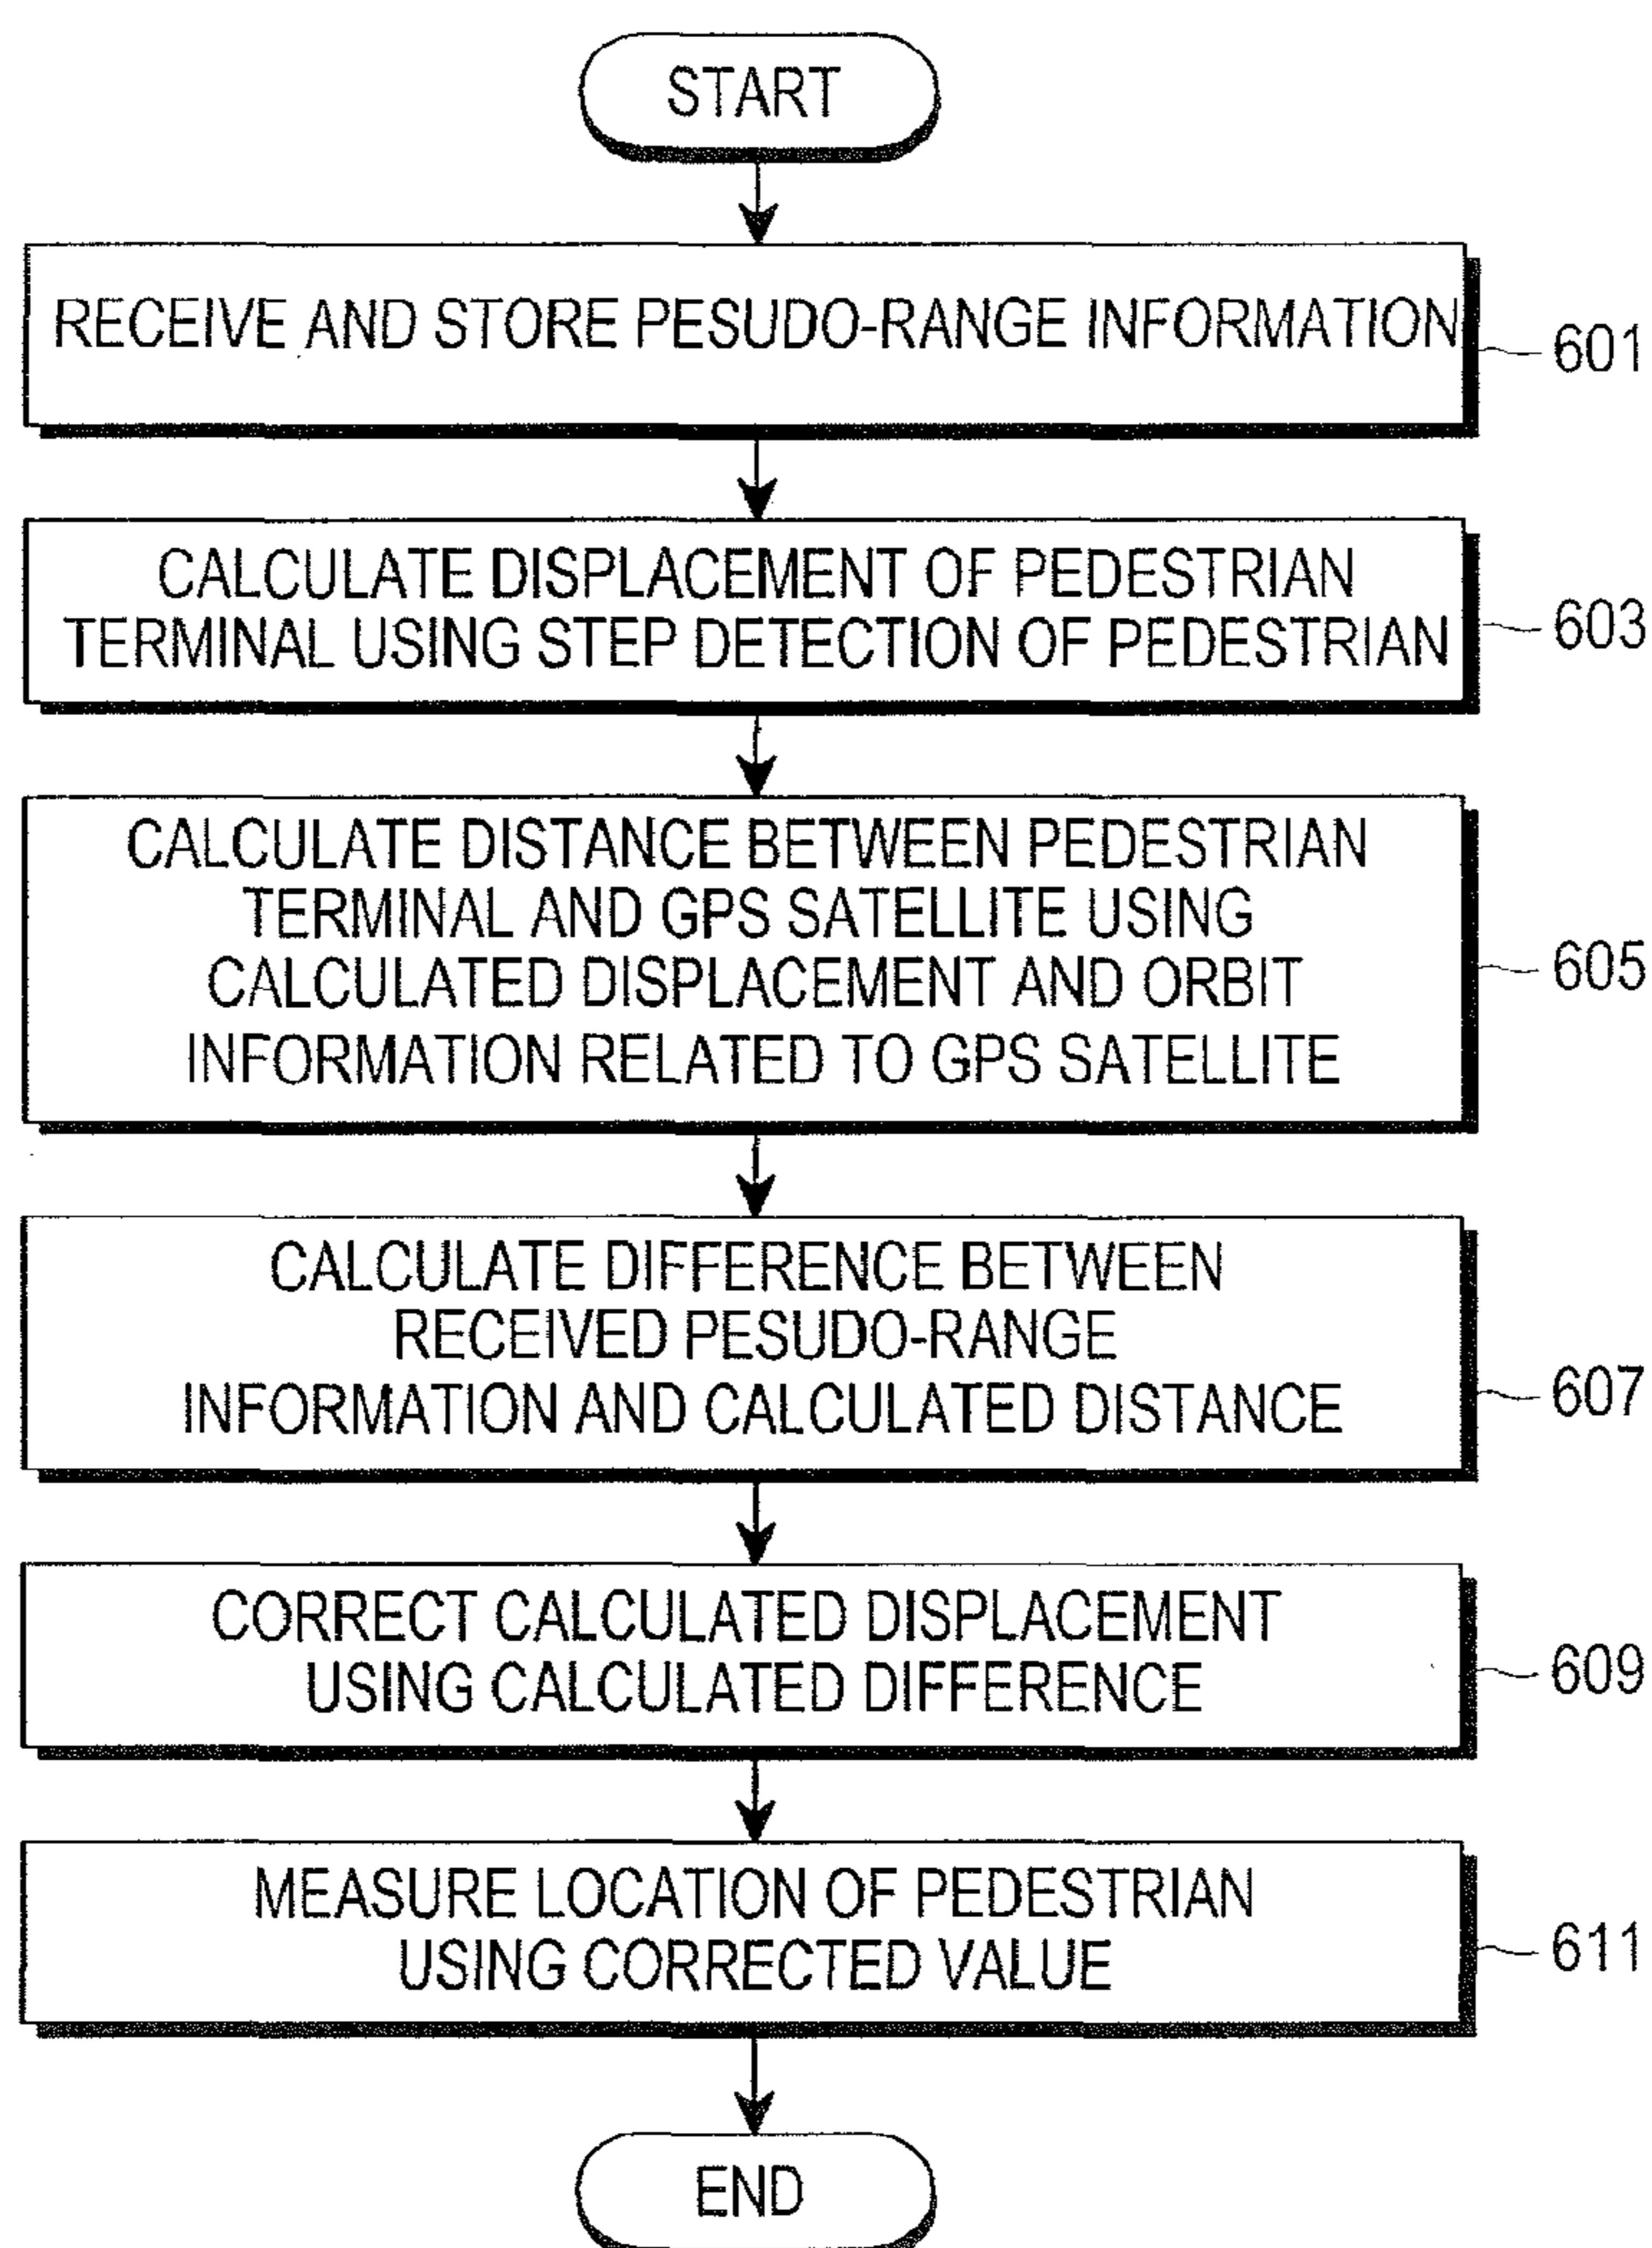 START
RECEIVE AND STORE PESUDO-RANGE INFORMATION
601
CALCULATE DISPLACEMENT OF PEDESTRIAN
TERMINAL USING STEP DETECTION OF PEDESTRIAN
603
CALCULATE DISTANCE BETWEEN PEDESTRIAN
TERMINAL AND GPS SATELLITE USING
CALCULATED DISPLACEMENT AND ORBIT
INFORMATION RELATED TO GPS SATELLITE
605
CALCULATE DIFFERENCE BETWEEN
RECEIVED PESUDO-RANGE
INFORMATION AND CALCULATED DISTANCE
607
CORRECT CALCULATED DISPLACEMENT
USING CALCULATED DIFFERENCE
609
MEASURE LOCATION OF PEDESTRIAN
USING CORRECTED VALUE
611
END